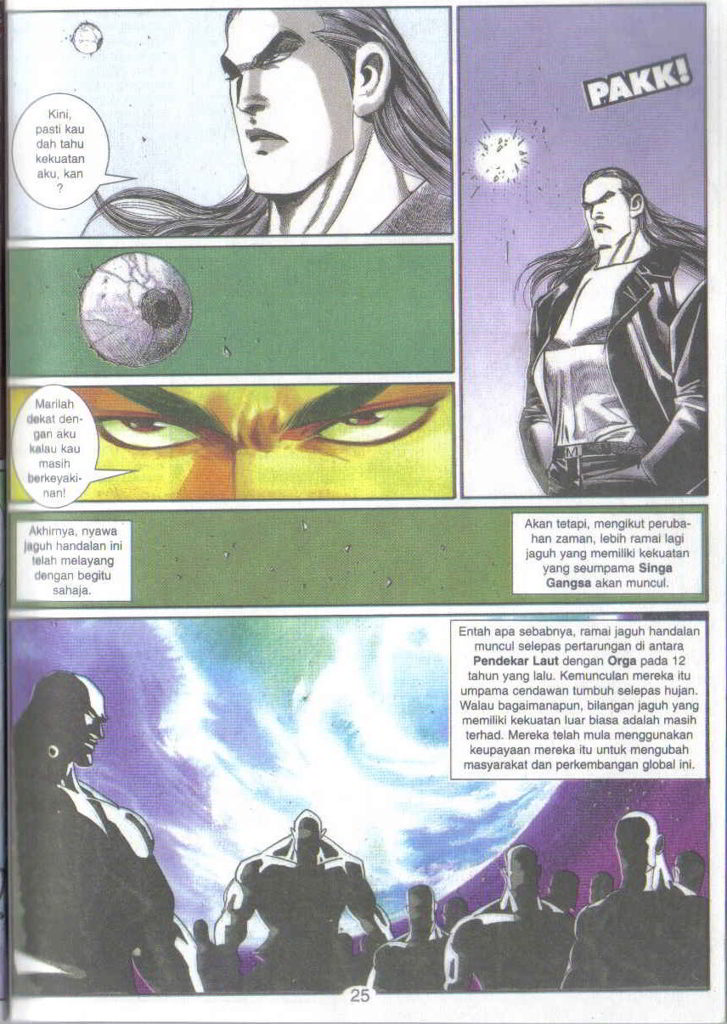 Kini,
pasti kau
dah tahu
kekuatan
aku, kan
?
PAKK!
Marilah
dekat den-
gan aku
kalau kau
masih
berkeyaki-
nan!
M
Akhirnya, nyawa
jaguh handalan ini
telah melayang
dengan begitu
sahaja.
Akan tetapi, mengikut peruba-
han zaman, lebih ramai lagi
jaguh yang memiliki kekuatan
yang seumpama Singa
Gangsa akan muncul.
Entah apa sebabnya, ramai jaguh handalan
muncul selepas pertarungan di antara
Pendekar Laut dengan Orga pada 12
tahun yang lalu. Kemunculan mereka itu
umpama cendawan tumbuh selepas hujan.
Walau bagaimanapun, bilangan jaguh yang
memiliki kekuatan luar biasa adalah masih
terhad. Mereka telah mula menggunakan
keupayaan mereka itu untuk mengubah
masyarakat dan perkembangan global ini.
25